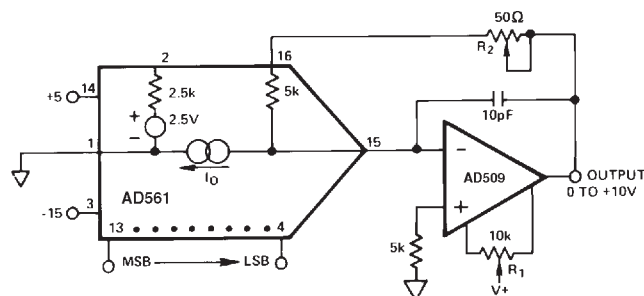 50Ω
R2
2
16
14
+5
2.5k
+
2.5V
−
5k
10pF
1
15
IO
−
AD509
+
OUTPUT
0 TO +10V
AD561
3
-15
13
4
5k
10k
R1
V+
MSB
LSB